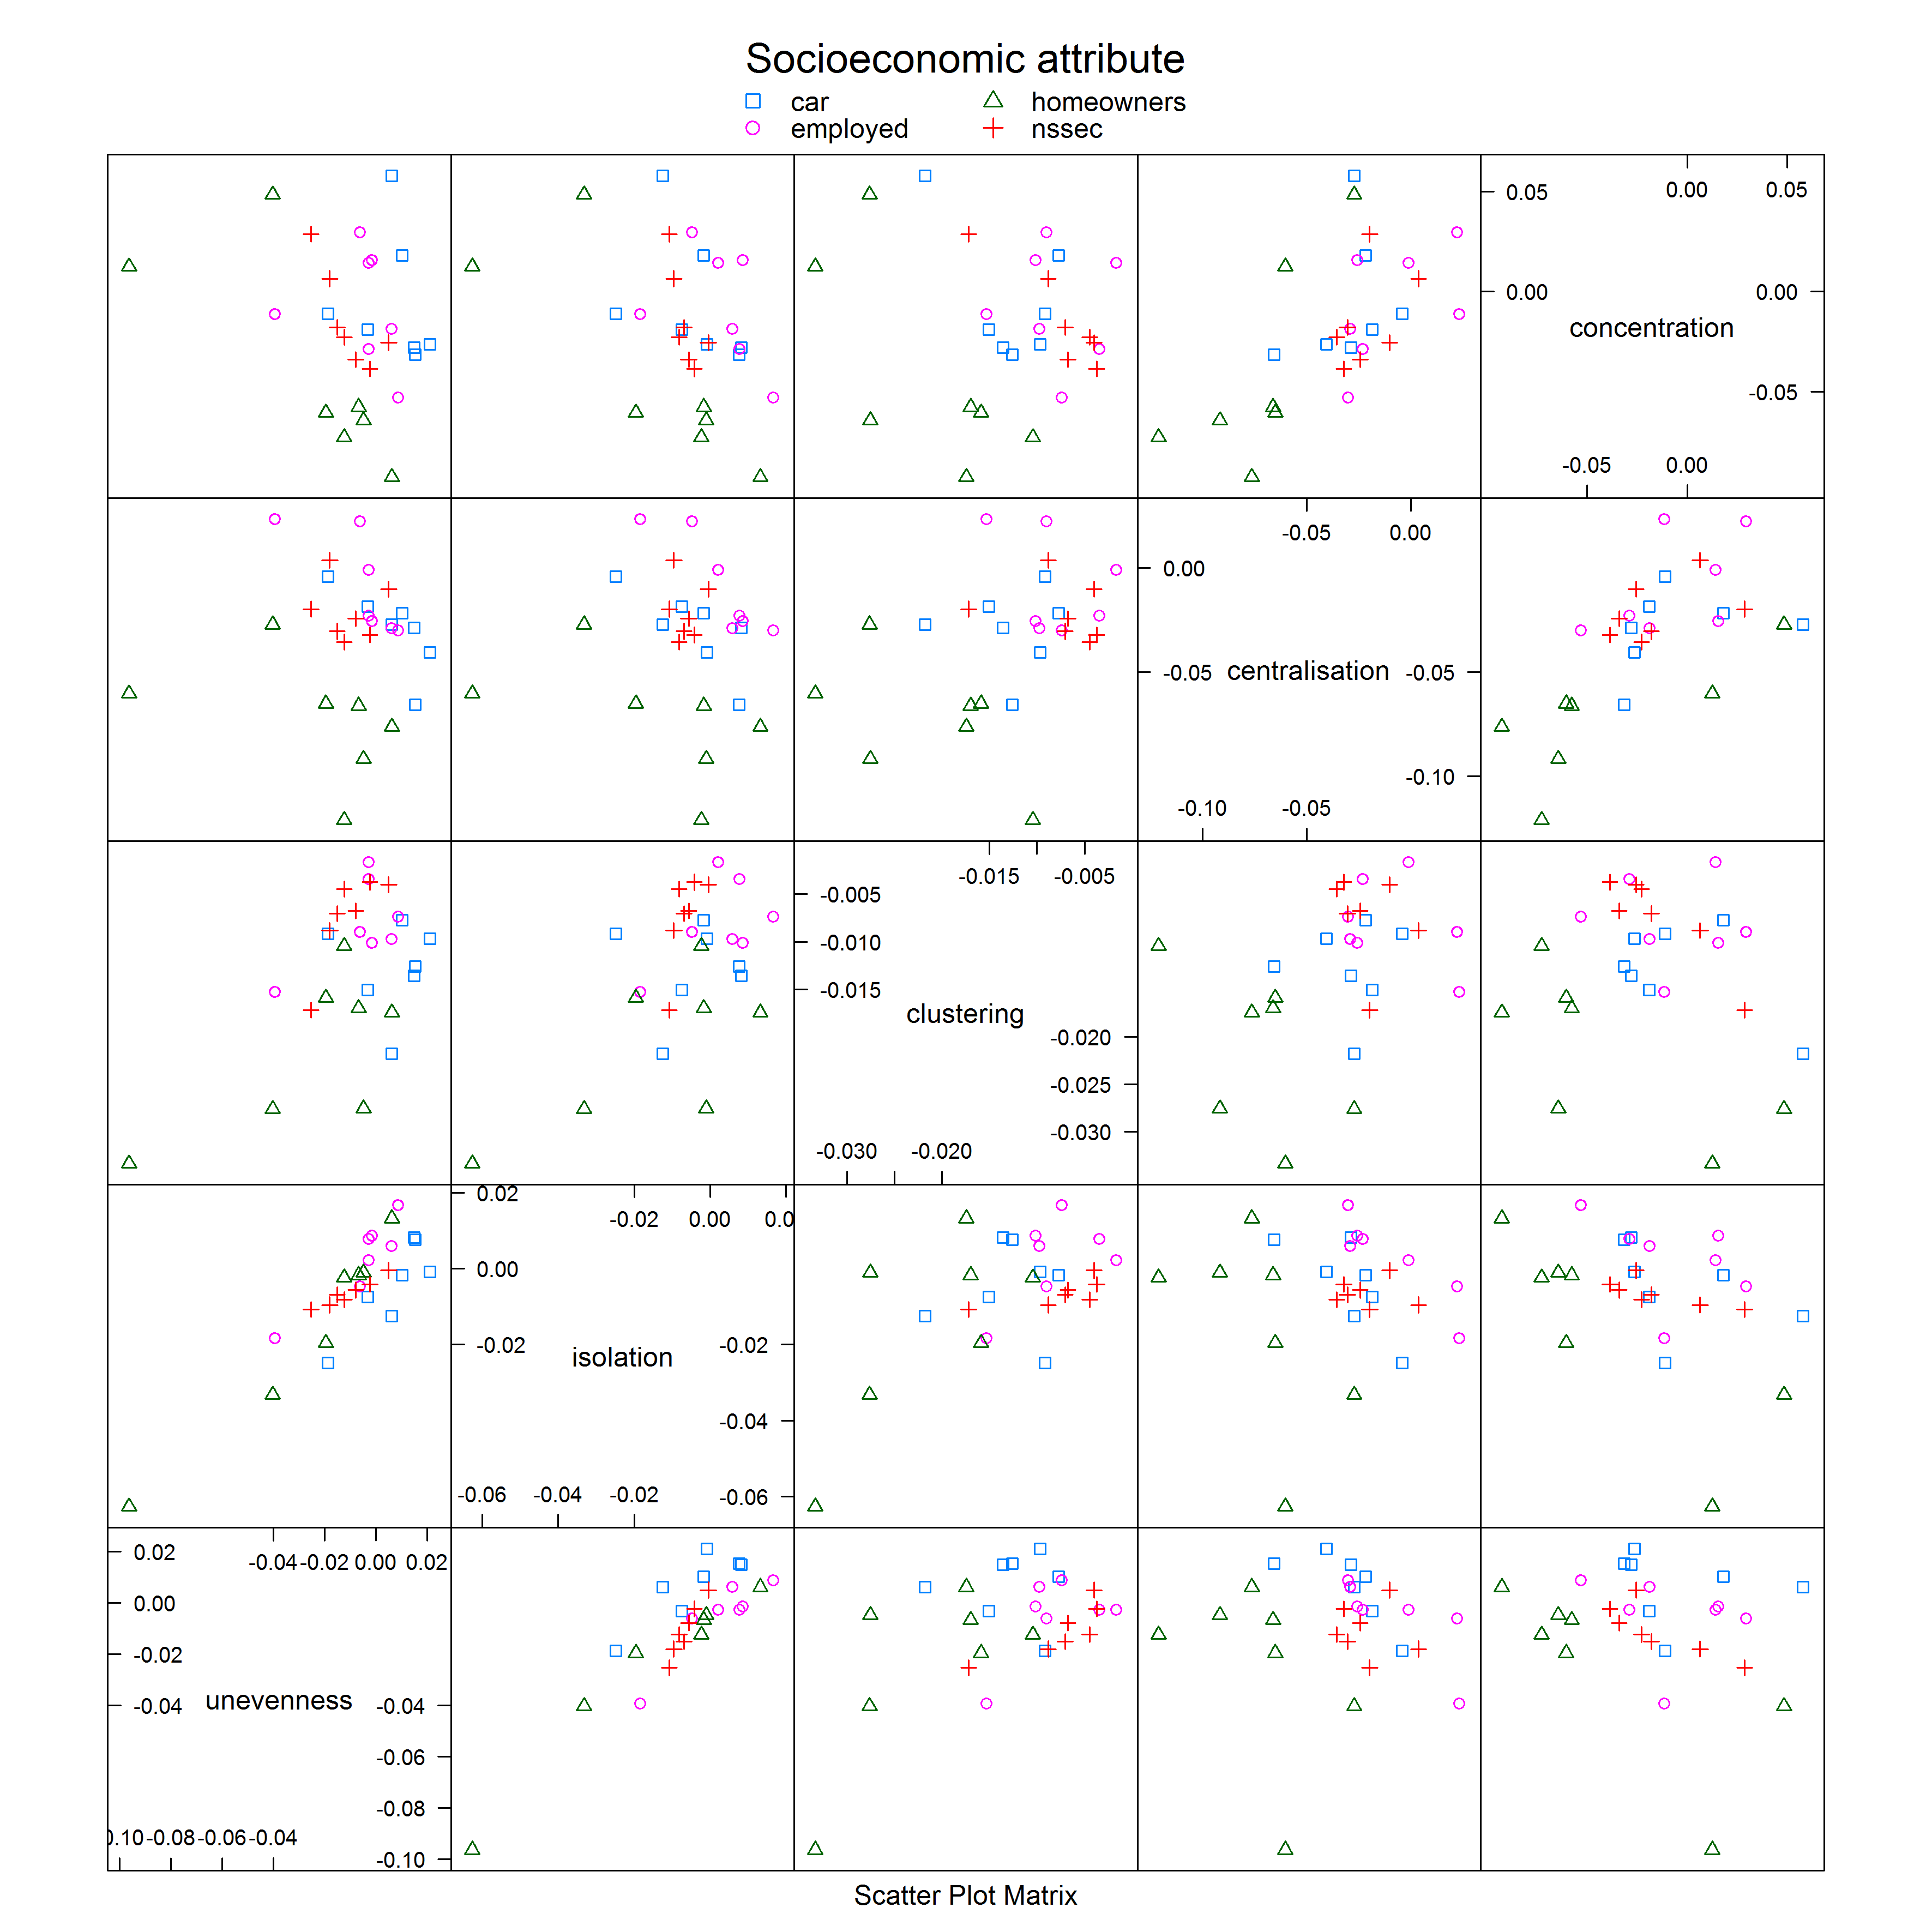 Socioeconomic attribute
car homeowners
employed nssec
0.00 0.05
0.05
0.00 0.00
concentration
-0.05
-0.05 0.00
-0.05 0.00
0.00
-0.05 centralisation -0.05
-0.10
-0.10 -0.05
-0.015 -0.005
-0.005
-0.010
-0.015
clustering
-0.020
-0.025
-0.030
-0.030 -0.020
0.02
-0.02 0.00
0.00
-0.02 isolation -0.02
-0.04
-0.06 -0.04 -0.02 -0.06
0.02 -0.04 -0.02 0.00 0.02
0.00
-0.02
-0.04 unevenness -0.04
-0.06
-0.08
-0.08 -0.06 -0.04
-0.10
Scatter Plot Matrix